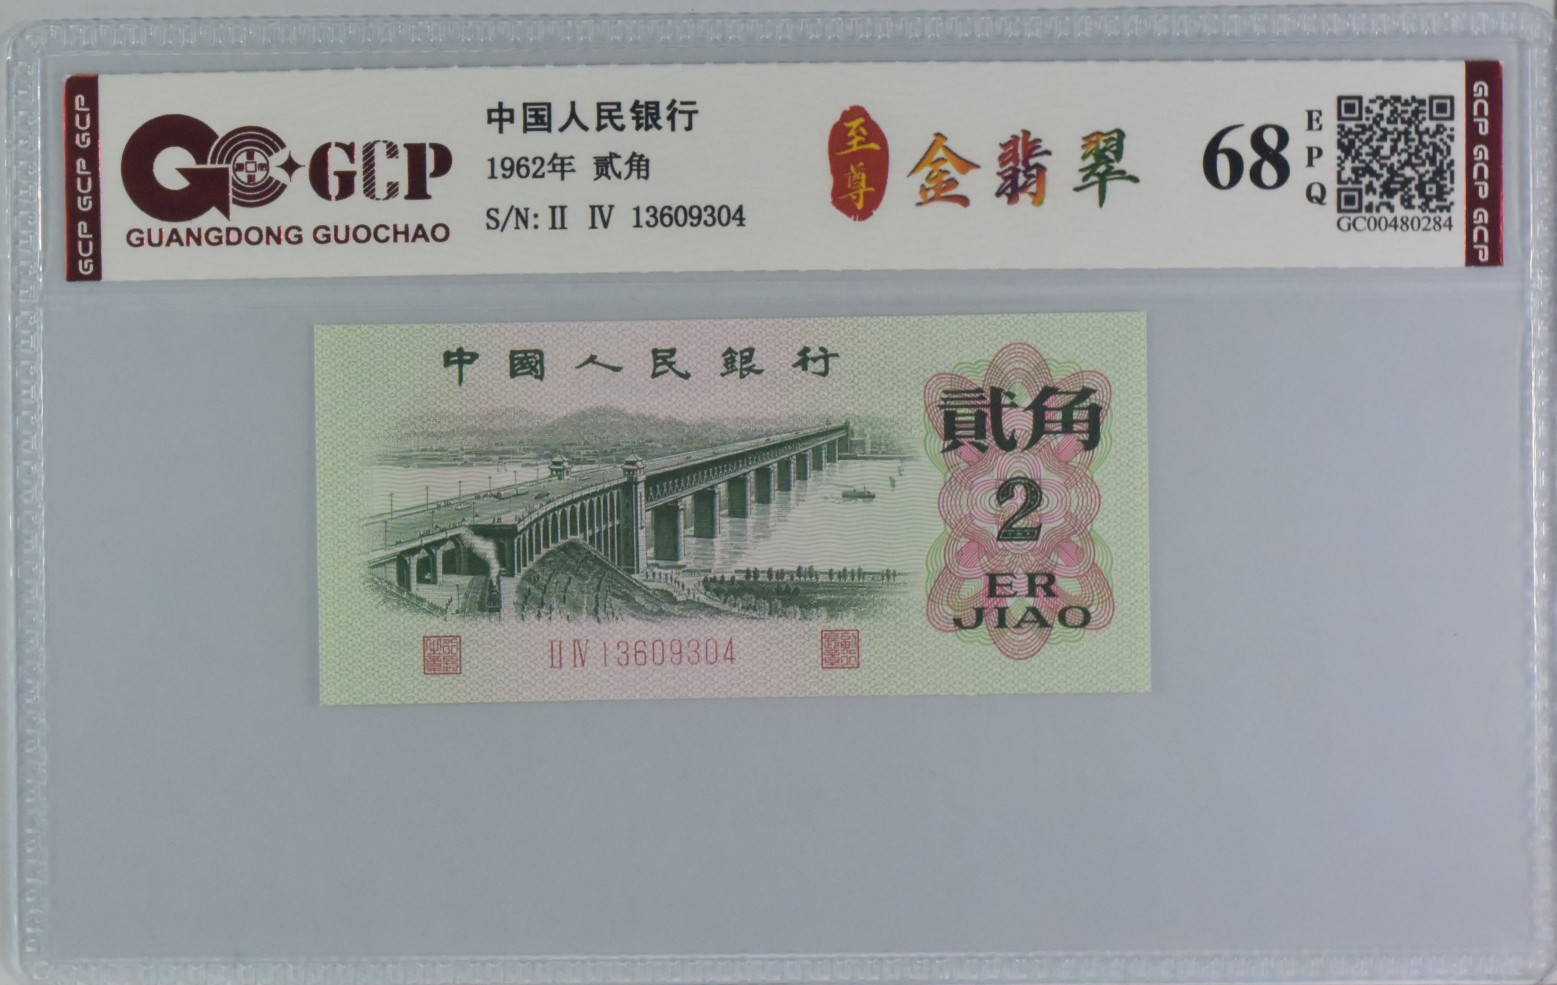 GCP GCP GCP
GCP
GUANGDONG GUOCHAO
中国人民银行
1962年 贰角
S/N: II IV 13609304
至尊
金翡翠
68
EPQ
GC00480284
GCP GCP GCP
中國人民銀行
貳角
2
ER
JIAO
II IV 13609304